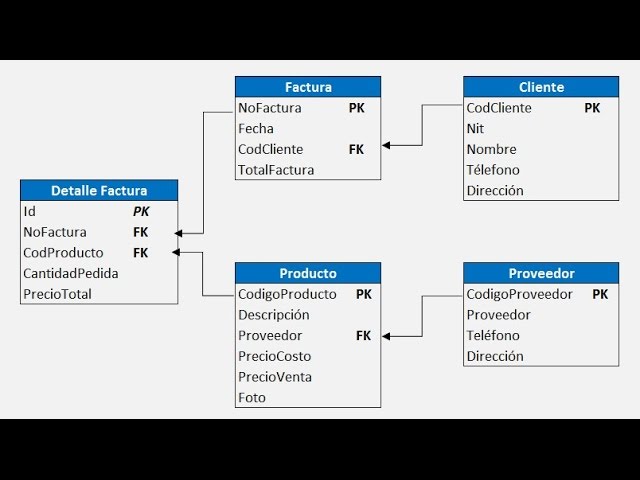 Factura
NoFactura PK
Fecha
CodCliente FK
TotalFactura
Cliente
CodCliente PK
Nit
Nombre
Télefono
Dirección
Detalle Factura
Id PK
NoFactura FK
CodProducto FK
CantidadPedida
PrecioTotal
Producto
CodigoProducto PK
Descripción
Proveedor FK
PrecioCosto
PrecioVenta
Foto
Proveedor
CodigoProveedor PK
Proveedor
Teléfono
Dirección